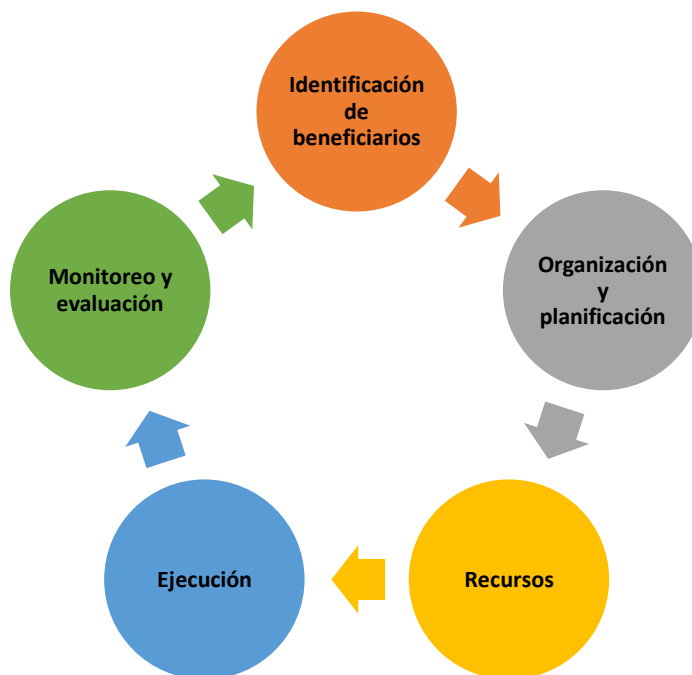 Identificación
de
beneficiarios
Organización
y
planificación
Recursos
Ejecución
Monitoreo y
evaluación